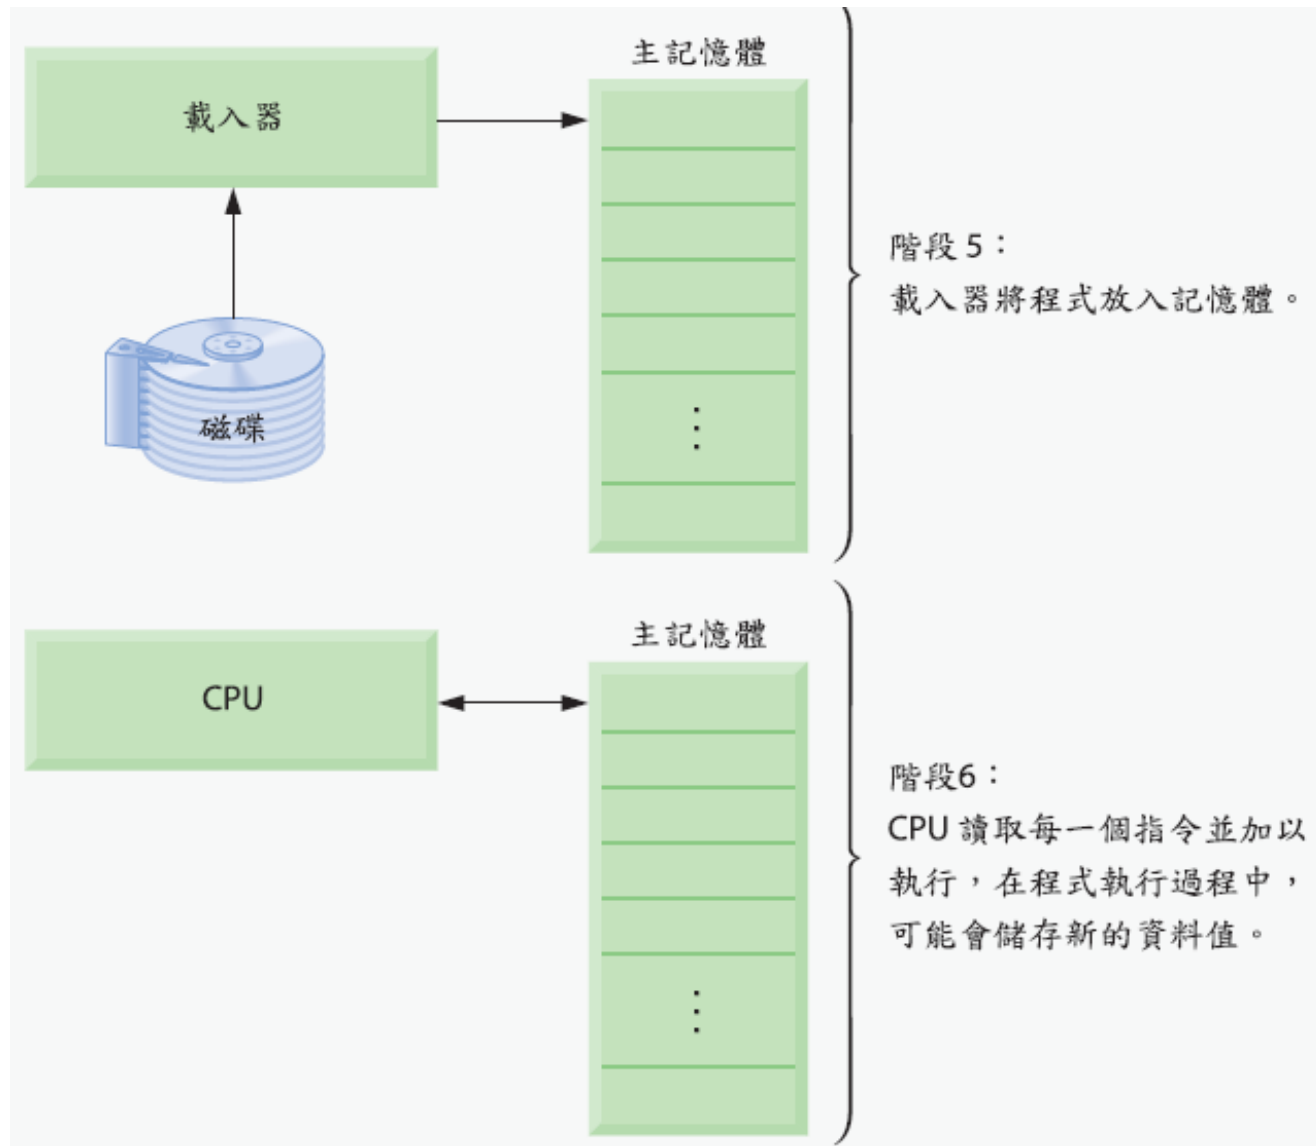 主記憶體
載入器
磁碟
⋮
階段 5：
載入器將程式放入記憶體。
主記憶體
CPU
⋮
階段6：
CPU 讀取每一個指令並加以
執行，在程式執行過程中，
可能會儲存新的資料值。